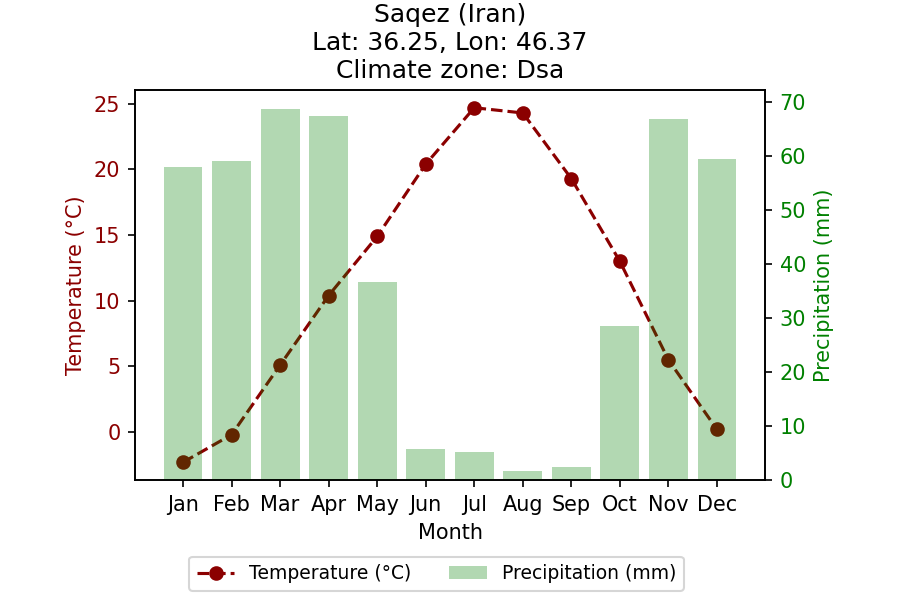 Saqez (Iran)
Lat: 36.25, Lon: 46.37
Climate zone: Dsa
Temperature (°C)
25
20
15
10
5
0
70
60
50
40
30
20
10
0
Precipitation (mm)
Jan Feb Mar Apr May Jun Jul Aug Sep Oct Nov Dec
Month
Temperature (°C) Precipitation (mm)